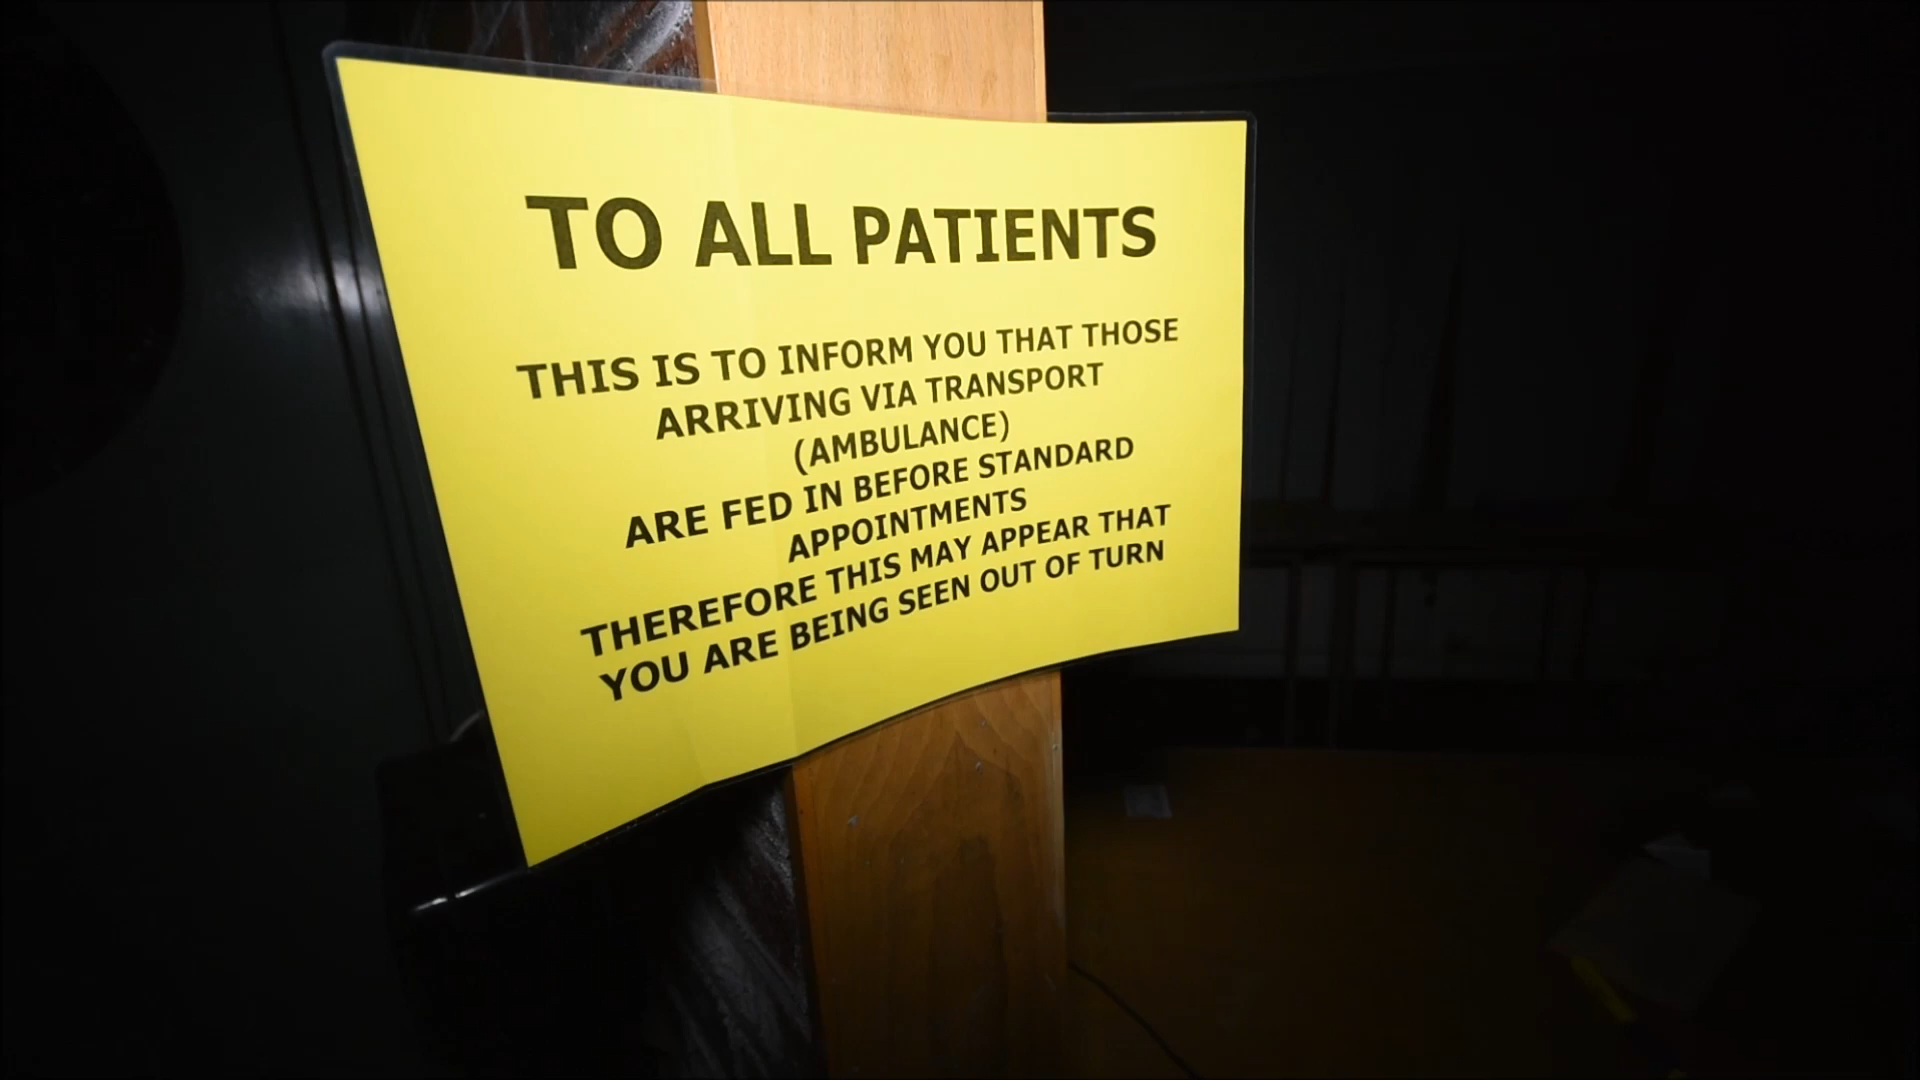 TO ALL PATIENTS
THIS IS TO INFORM YOU THAT THOSE
ARRIVING VIA TRANSPORT
(AMBULANCE)
ARE FED IN BEFORE STANDARD
APPOINTMENTS
THEREFORE THIS MAY APPEAR THAT
YOU ARE BEING SEEN OUT OF TURN